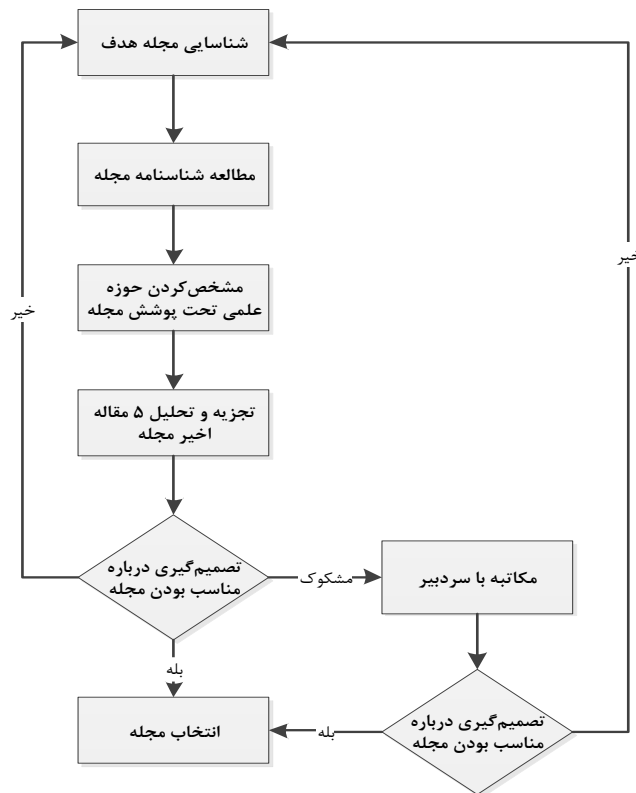 شناسایی مجله هدف
مطالعه شناسنامه مجله
مشخص‌کردن حوزه
علمی تحت پوشش مجله
خیر
خیر
تجزیه و تحلیل ۵ مقاله
اخیر مجله
تصمیم‌گیری درباره
مناسب بودن مجله
مشکوک
مکاتبه با سردبیر
بله
انتخاب مجله
بله
تصمیم‌گیری درباره
مناسب بودن مجله